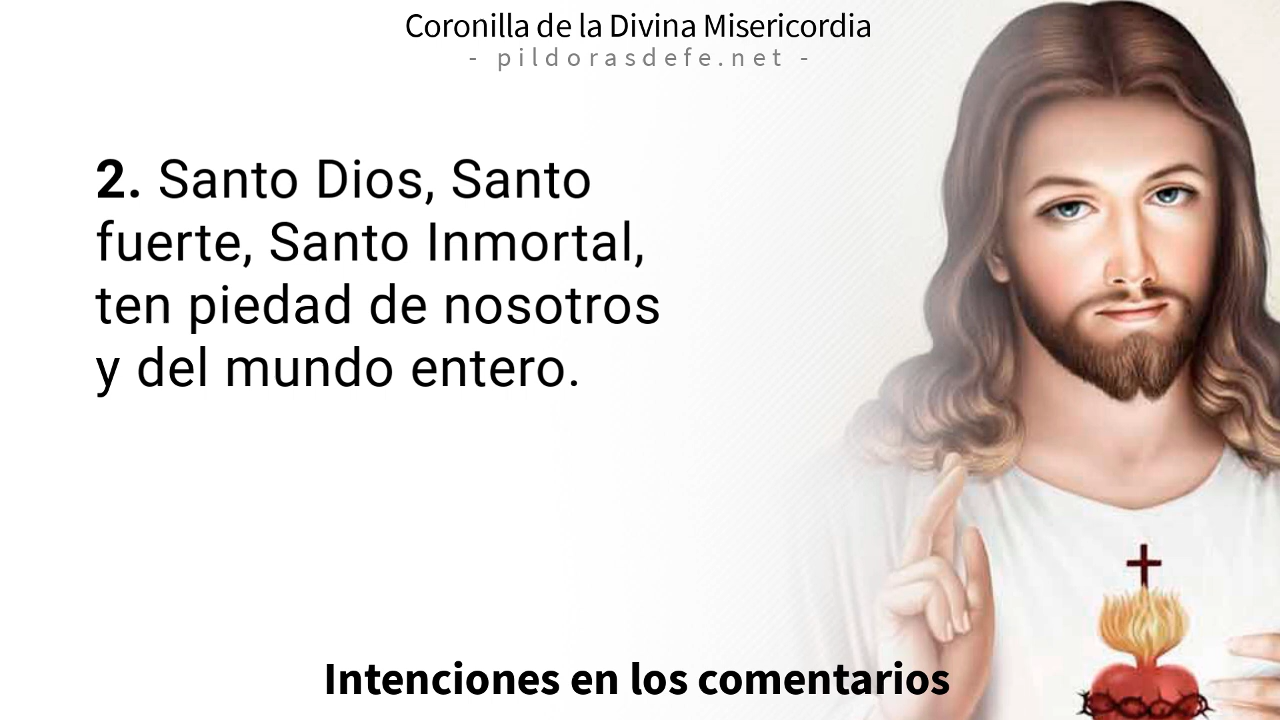 Coronilla de la Divina Misericordia
- pildorasdefe.net -
2. Santo Dios, Santo
fuerte, Santo Inmortal,
ten piedad de nosotros
y del mundo entero.
Intenciones en los comentarios